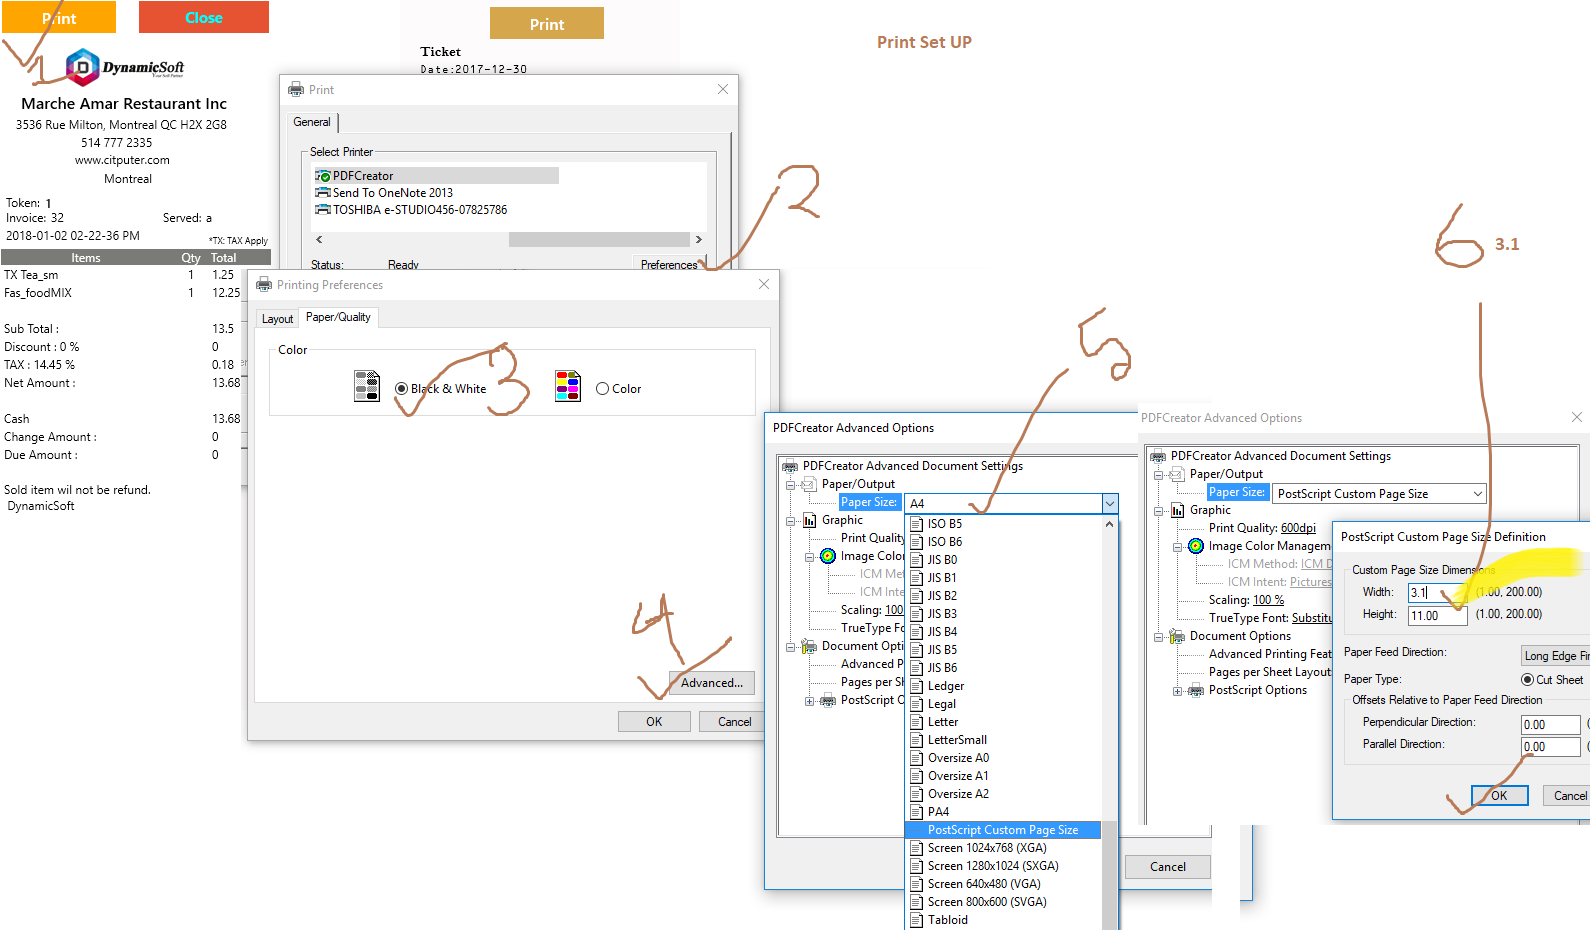 Print
Close
1
DynamicSoft
Your Soft Partner
Marche Amar Restaurant Inc
3536 Rue Milton, Montreal QC H2X 2G8
514 777 2335
www.citputer.com
Montreal
Token: 1
Invoice: 32 Served: a
2018-01-02 02-22-36 PM *TX: TAX Apply
Items Qty Total
TX Tea_sm 1 1.25
Fas_foodMIX 1 12.25
Sub Total : 13.5
Discount : 0 % 0
TAX : 14.45 % 0.18
Net Amount : 13.68
Cash 13.68
Change Amount : 0
Due Amount : 0
Sold item wil not be refund.
DynamicSoft
Print
Ticket
Date:2017-12-30
Print Set UP
Print
General
Select Printer
PDFCreator
Send To OneNote 2013
TOSHIBA e-STUDIO456-07825786
Status: Ready
Preferences
2
Printing Preferences
Layout
Paper/Quality
Color
Black & White
Color
3
4
Advanced...
OK
Cancel
5
PDFCreator Advanced Options
PDFCreator Advanced Document Settings
Paper/Output
Paper Size: A4
Graphic
Print Quality
Image Color
ICM Me
ICM Inte
Scaling: 100
TrueType Fo
Document Opti
Advanced P
Pages per Sh
PostScript O
ISO B5
ISO B6
JIS B0
JIS B1
JIS B2
JIS B3
JIS B4
JIS B5
JIS B6
Ledger
Legal
Letter
LetterSmall
Oversize A0
Oversize A1
Oversize A2
PA4
PostScript Custom Page Size
Screen 1024x768 (XGA)
Screen 1280x1024 (SXGA)
Screen 640x480 (VGA)
Screen 800x600 (SVGA)
Tabloid
Cancel
6
3.1
PDFCreator Advanced Options
PDFCreator Advanced Document Settings
Paper/Output
Paper Size: PostScript Custom Page Size
Graphic
Print Quality: 600dpi
Image Color Managem
ICM Method: ICM D
ICM Intent: Pictures
Scaling: 100 %
TrueType Font: Substitu
Document Options
Advanced Printing Feat
Pages per Sheet Layout
PostScript Options
PostScript Custom Page Size Definition
Custom Page Size Dimensions
Width: 3.1 (1.00, 200.00)
Height: 11.00 (1.00, 200.00)
Paper Feed Direction: Long Edge Fir
Paper Type: Cut Sheet
Offsets Relative to Paper Feed Direction
Perpendicular Direction: 0.00 (
Parallel Direction: 0.00 (
OK
Cancel